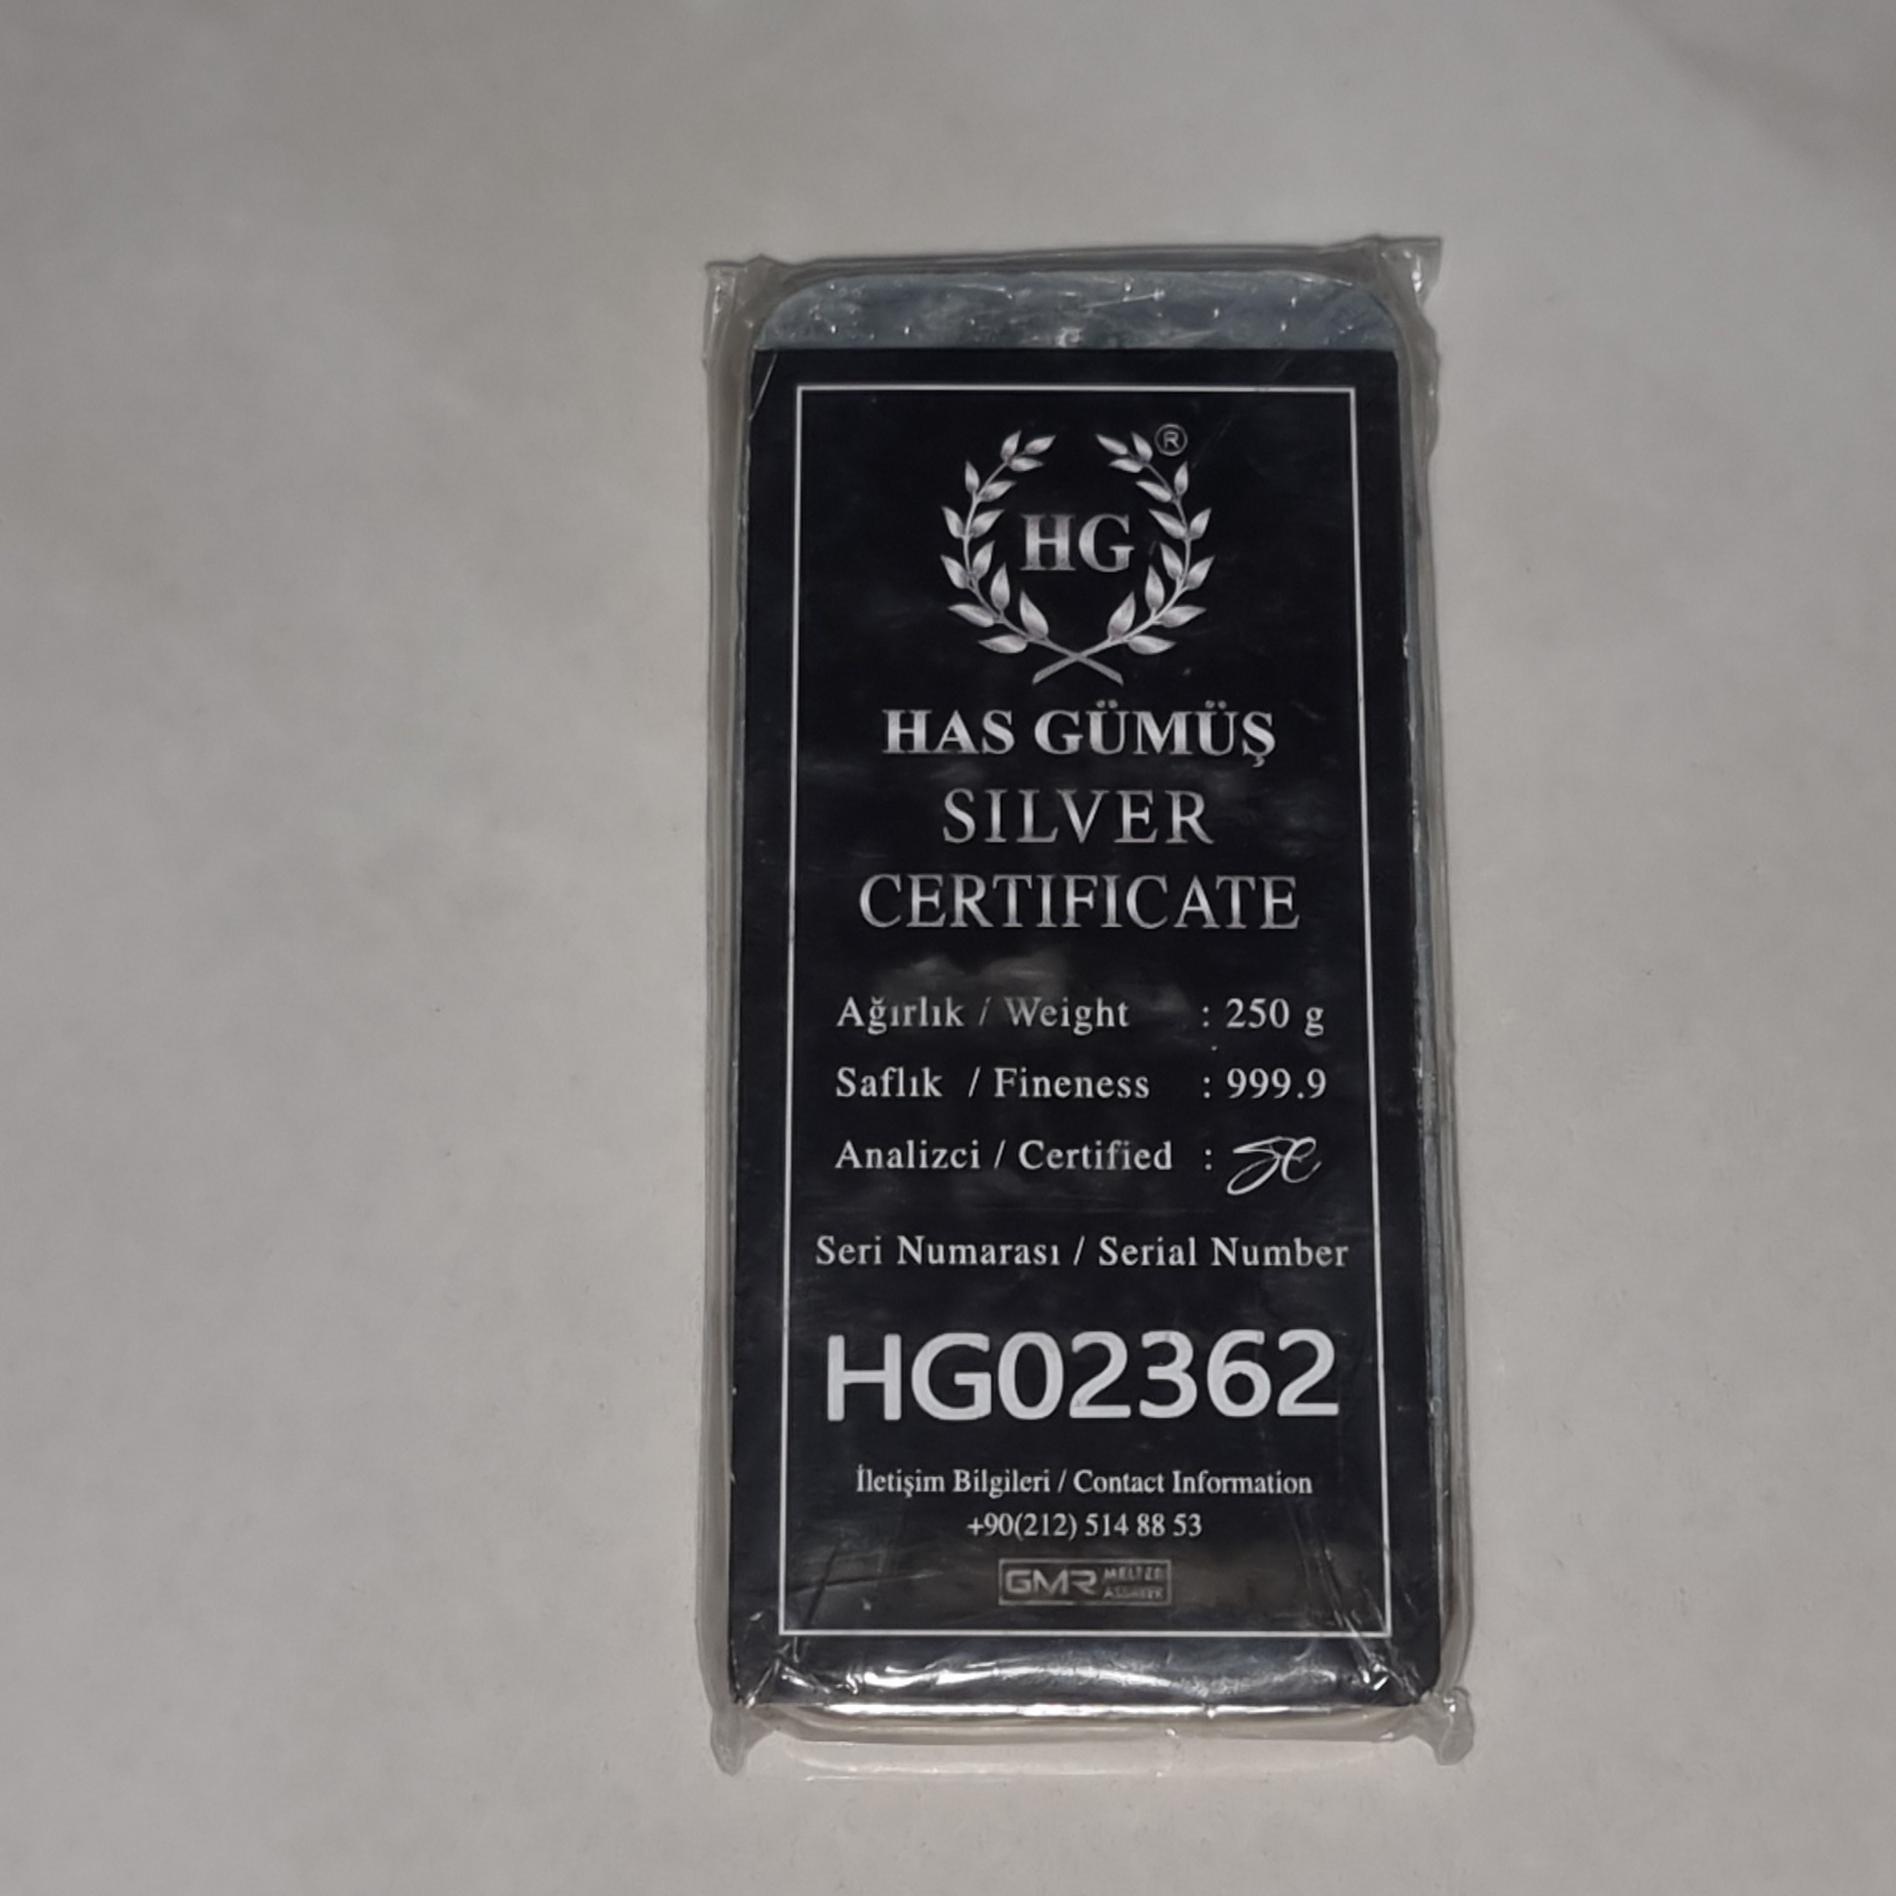 ®
HG
HAS GÜMÜŞ
SILVER
CERTIFICATE
Ağırlık / Weight : 250 g
Saflık / Fineness : 999.9
Analizci / Certified :
Seri Numarası / Serial Number
HG02362
İletişim Bilgileri / Contact Information
+90(212) 514 88 53
GMR